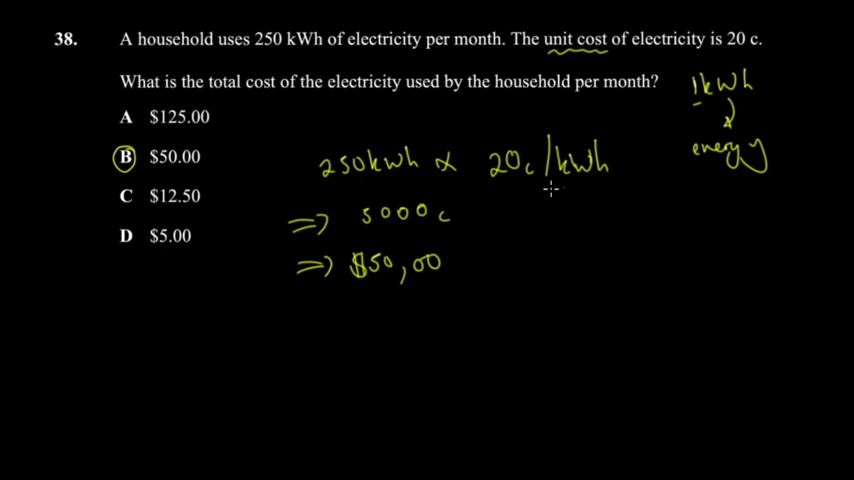 38. A household uses 250 kWh of electricity per month. The unit cost of electricity is 20 c.
What is the total cost of the electricity used by the household per month?
1kWh
A $125.00
energy
B $50.00
250kwh × 20c/kWh
C $12.50
⇒ 5000c
D $5.00
⇒ $50,00